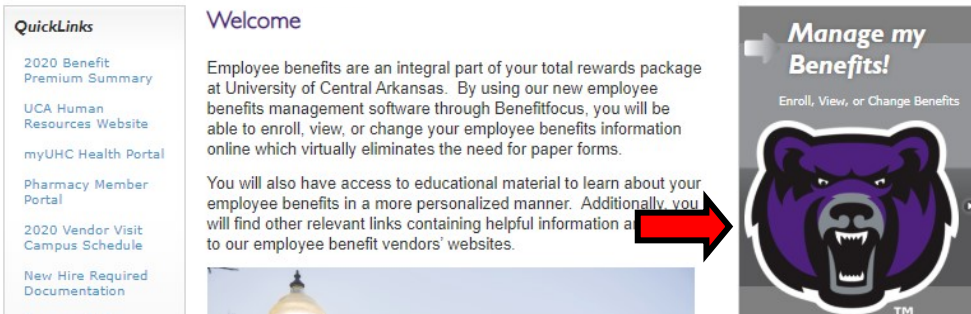 QuickLinks
2020 Benefit
Premium Summary
UCA Human
Resources Website
myUHC Health Portal
Pharmacy Member
Portal
2020 Vendor Visit
Campus Schedule
New Hire Required
Documentation
Welcome
Employee benefits are an integral part of your total rewards package
at University of Central Arkansas. By using our new employee
benefits management software through Benefitfocus, you will be
able to enroll, view, or change your employee benefits information
online which virtually eliminates the need for paper forms.
You will also have access to educational material to learn about your
employee benefits in a more personalized manner. Additionally, you
will find other relevant links containing helpful information
to our employee benefit vendors' websites.
Manage my
Benefits!
Enroll, View, or Change Benefits
TM